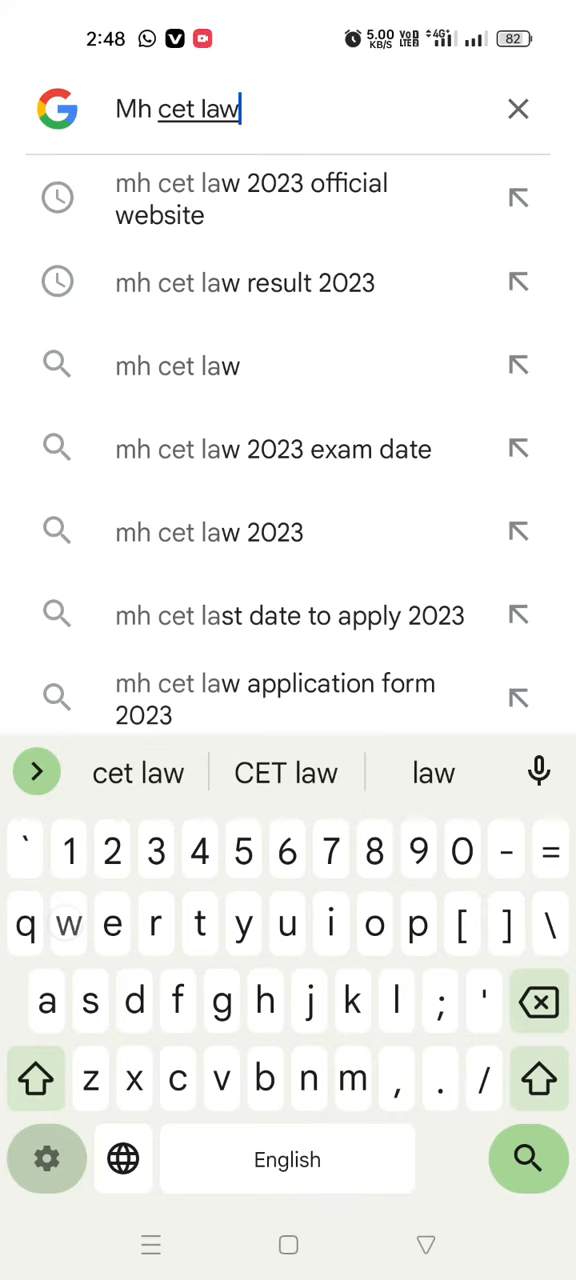 2:48 5.00 KB/S VoD LTE2 4G 82
Mh cet law
mh cet law 2023 official
website
mh cet law result 2023
mh cet law
mh cet law 2023 exam date
mh cet law 2023
mh cet last date to apply 2023
mh cet law application form
2023
cet law CET law law
` 1 2 3 4 5 6 7 8 9 0 - =
q w e r t y u i o p [ ] \
a s d f g h j k l ; '
z x c v b n m , . /
English